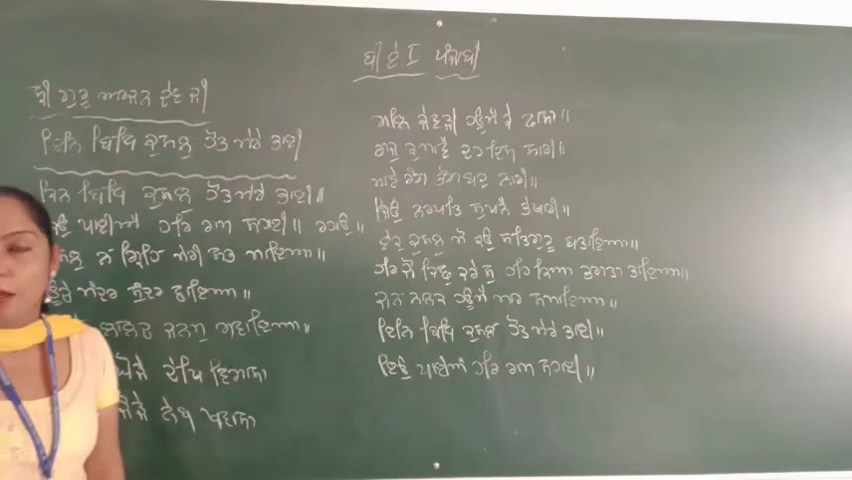 ਬੀ ਏ I ਪੰਜਾਬੀ
ਸ੍ਰੀ ਗੁਰੂ ਅਰਜਨ ਦੇਵ ਜੀ
ਇਨਿ ਬਿਧਿ ਕੁਸਲੁ ਹੋਤ ਮੇਰੇ ਭਾਈ
ਕਿਨ ਬਿਧਿ ਕੁਸਲੁ ਹੋਤ ਮੇਰੇ ਭਾਈ॥
ਪਾਈਐ ਹਰਿ ਰਾਮ ਸਹਾਈ॥ ਰਹਾਉ॥
ਨ ਗ੍ਰਿਹਿ ਮੇਰੀ ਸਭ ਮਾਇਆ॥
ਮੰਦਰ ਸੁੰਦਰ ਛਾਇਆ॥
ਲਾਲਚ ਜਨਮੁ ਗਵਾਇਆ॥
ਘੋੜੇ ਦੇਖਿ ਵਿਗਾਸਾ
ਜੋੜੇ ਨੇਬ ਖਵਾਸਾ
ਗਲਿ ਜੇਵੜੀ ਹਉਮੈ ਕੇ ਫਾਸਾ॥
ਰਾਜੁ ਕਮਾਵੈ ਦਹ ਦਿਸ ਸਾਰੀ॥
ਮਾਣੈ ਰੰਗ ਭੋਗ ਬਹੁ ਨਾਰੀ॥
ਜਿਉ ਨਰਪਤਿ ਸੁਪਨੈ ਭੇਖਾਰੀ॥
ਏਕੁ ਕੁਸਲੁ ਮੋ ਕਉ ਸਤਿਗੁਰੂ ਬਤਾਇਆ॥
ਹਰਿ ਜੋ ਕਿਛੁ ਕਰੇ ਸੁ ਹਰਿ ਕਿਆ ਭਗਤਾ ਭਾਇਆ॥
ਜਨ ਨਾਨਕ ਹਉਮੈ ਮਾਰਿ ਸਮਾਇਆ॥
ਇਨਿ ਬਿਧਿ ਕੁਸਲ ਹੋਤ ਮੇਰੇ ਭਾਈ॥
ਇਉ ਪਾਈਐ ਹਰਿ ਰਾਮ ਸਹਾਈ॥